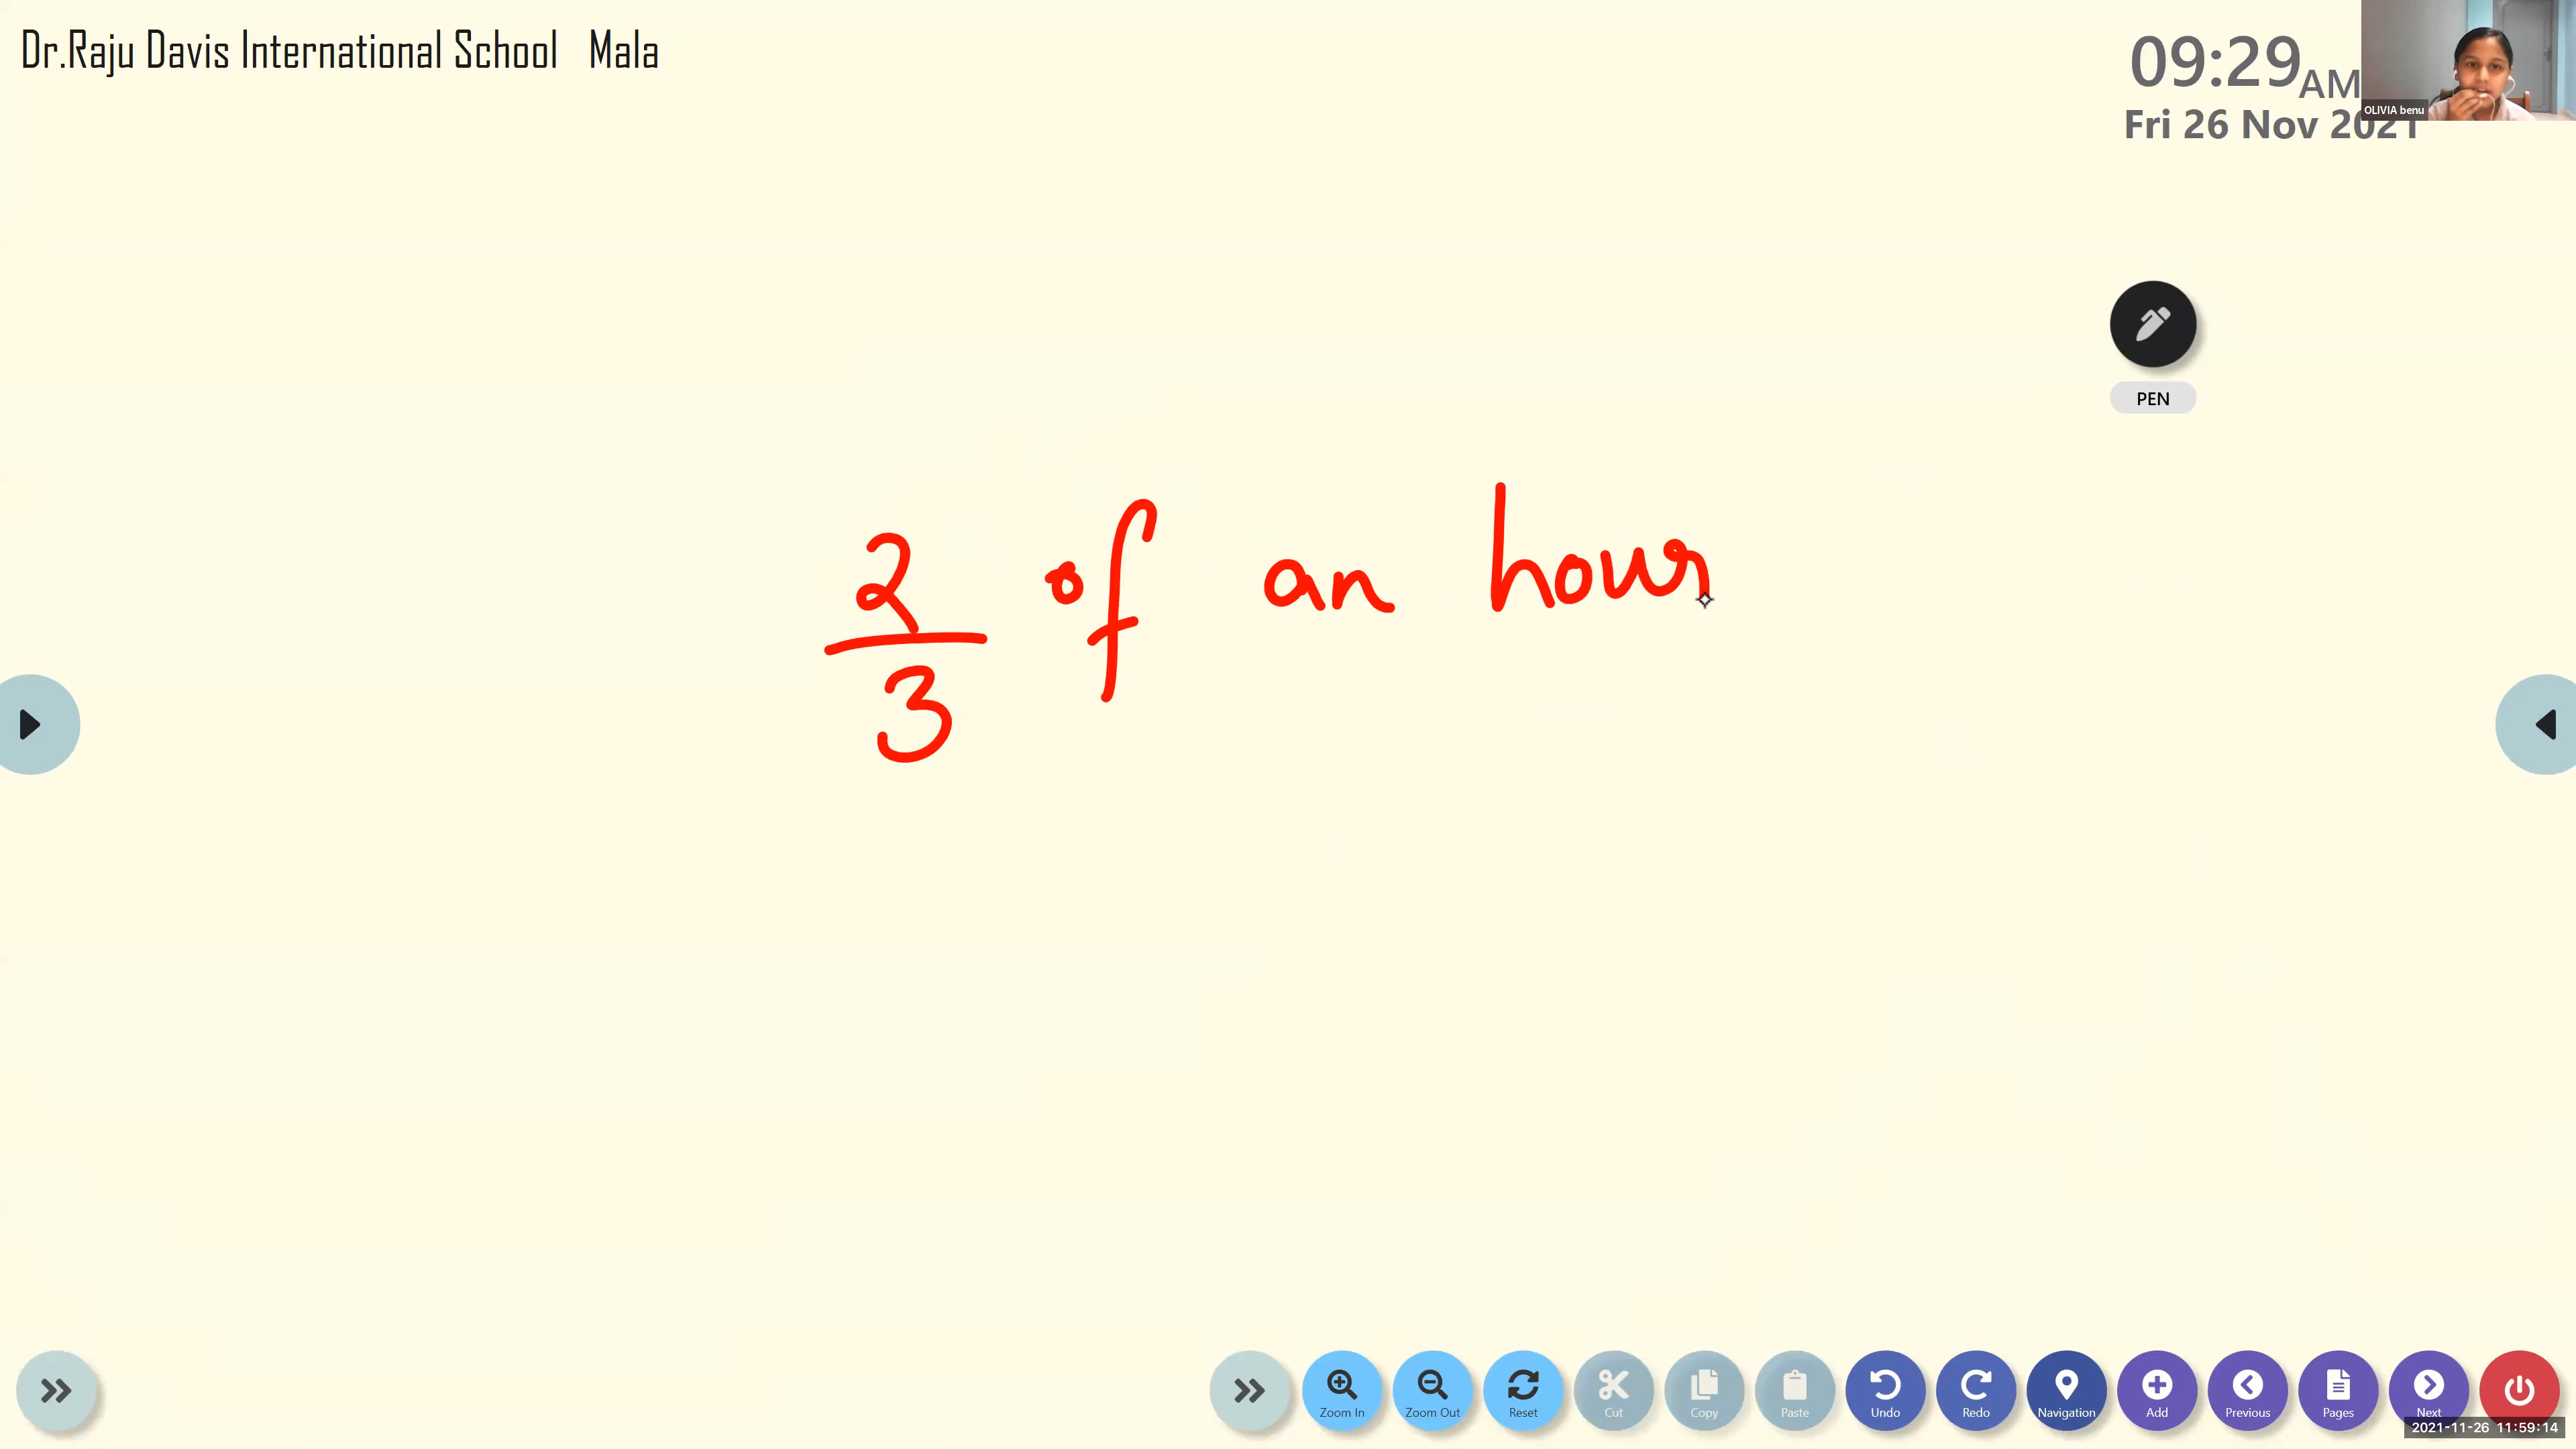 Dr.Raju Davis International School Mala
09:29 AM
Fri 26 Nov 2021
OLIVIA benu
PEN
2/3 of an hour
Zoom In
Zoom Out
Reset
Cut
Copy
Paste
Undo
Redo
Navigation
Add
Previous
Pages
Next
2021-11-26 11:59:14